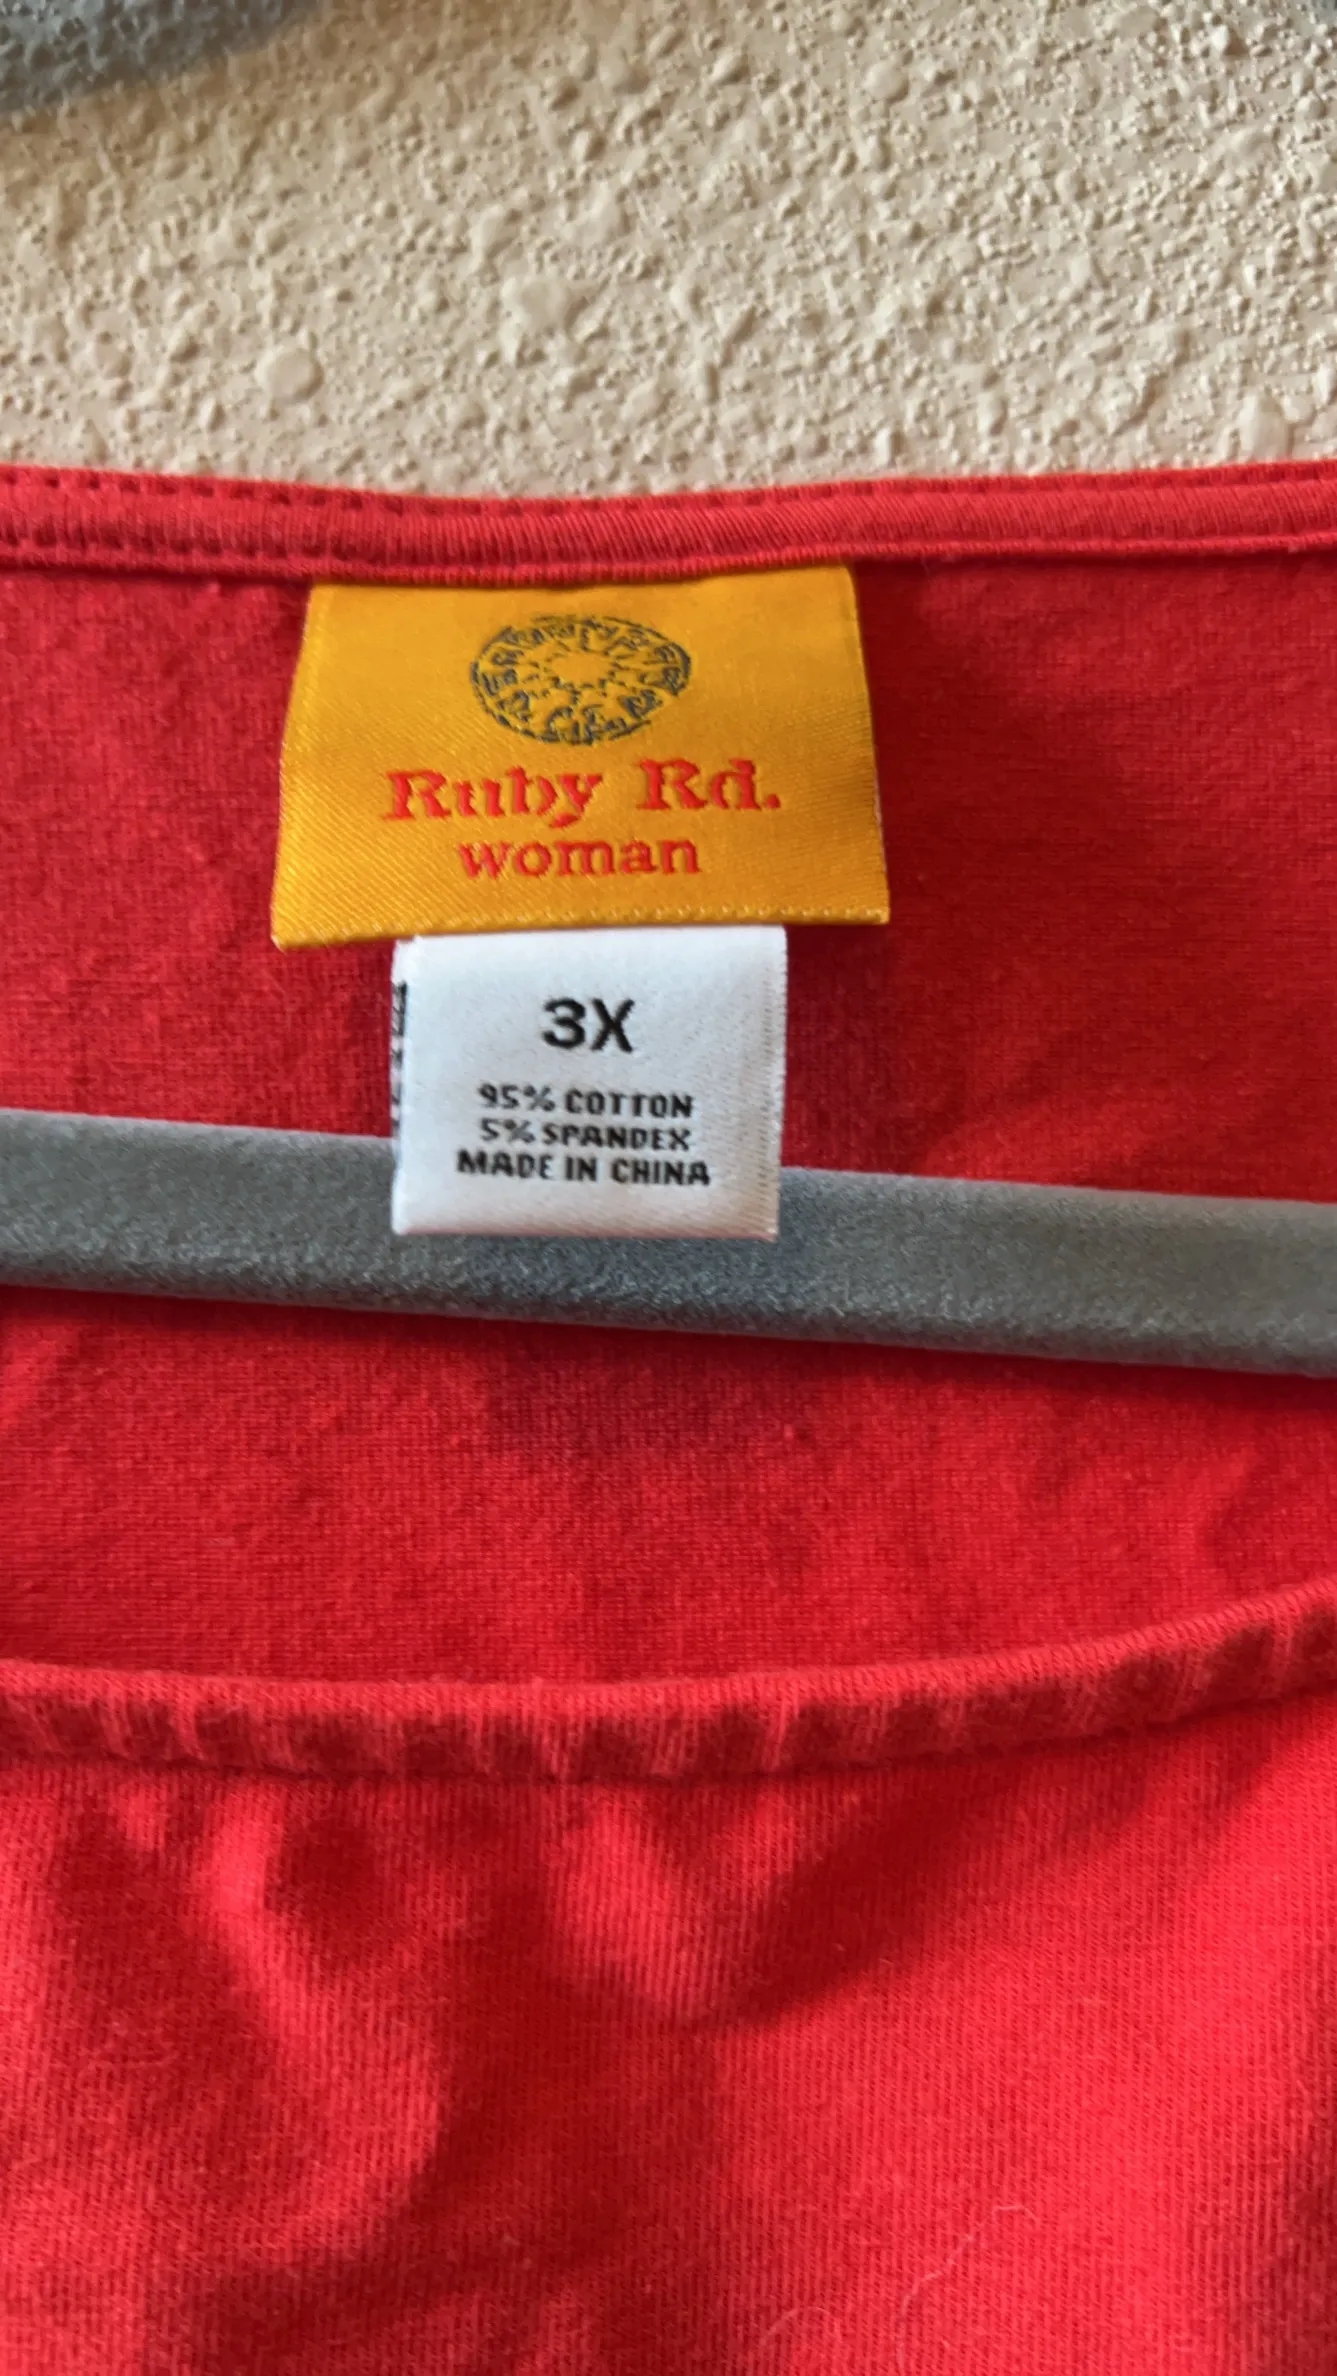 Ruby Rd.
woman
3X
95% COTTON
5% SPANDEX
MADE IN CHINA